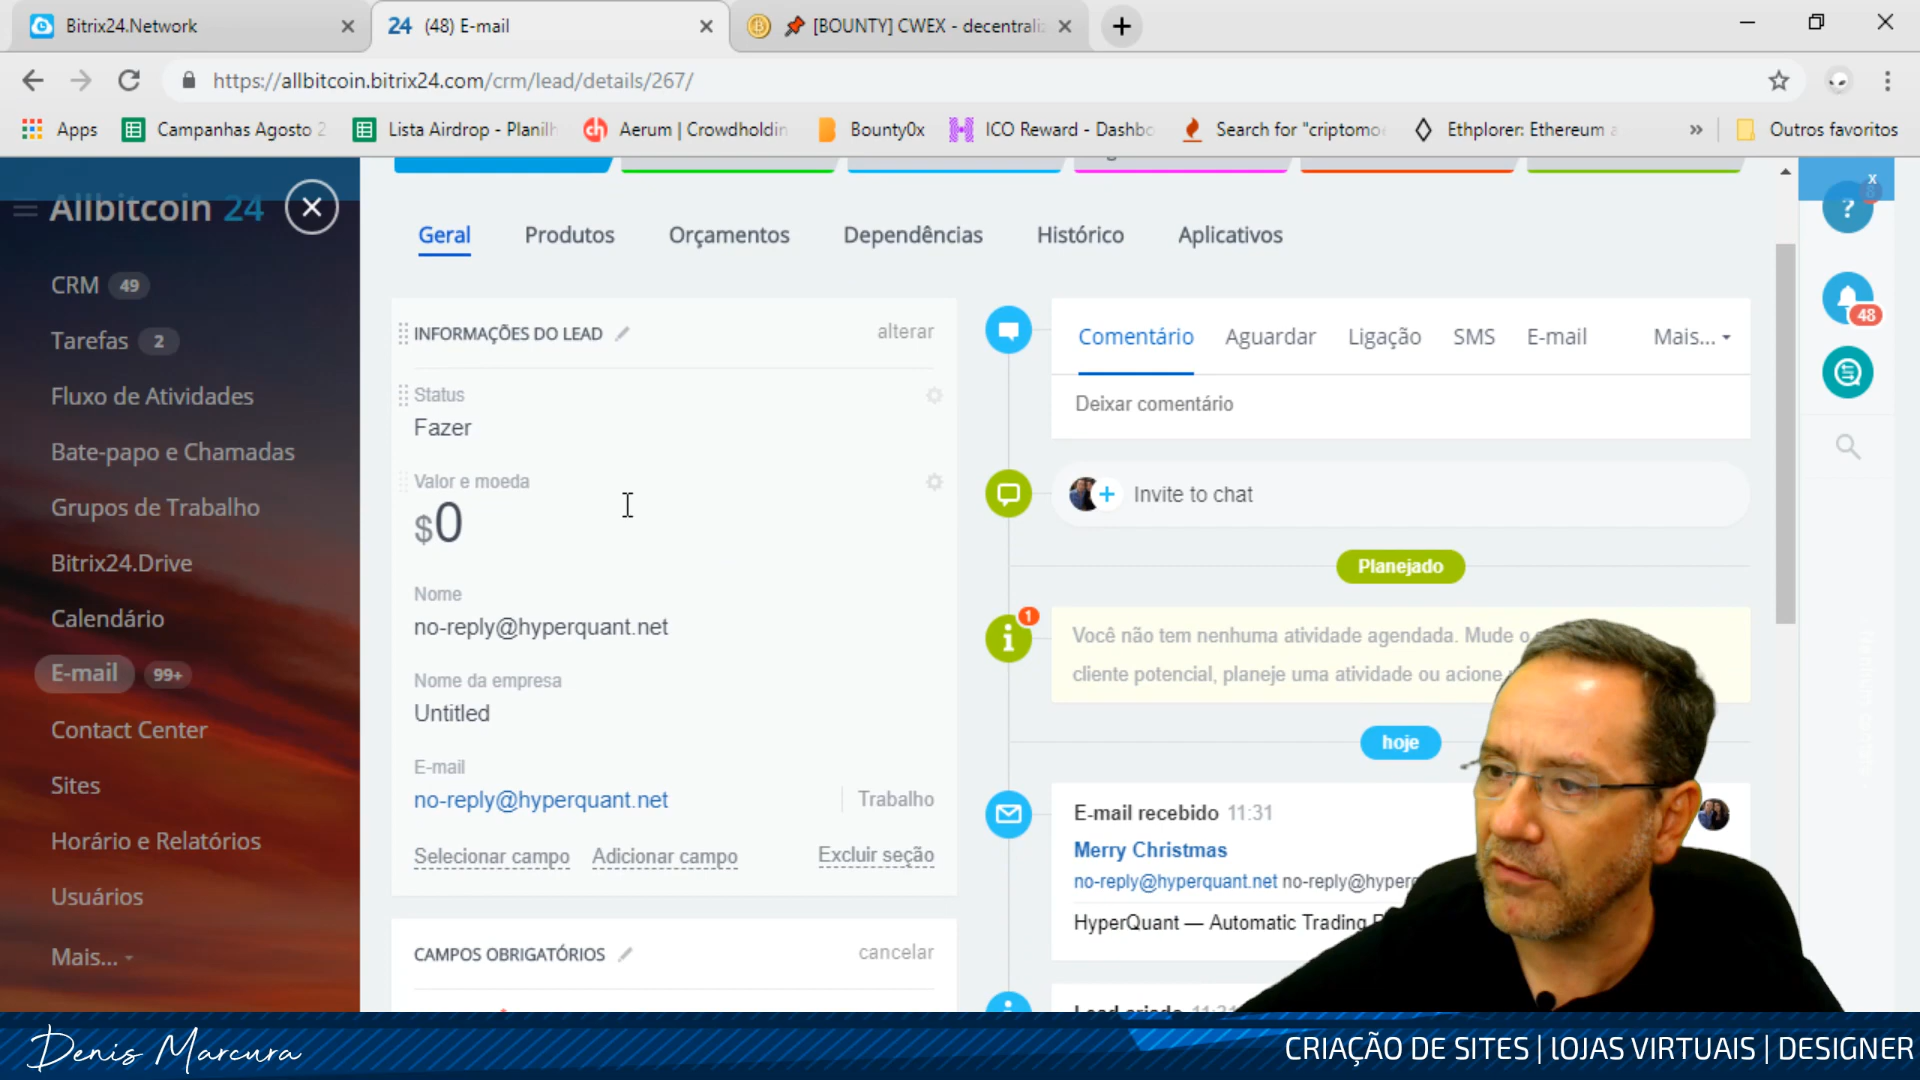 Bitrix24.Network
24 (48) E-mail
[BOUNTY] CWEX - decentrali
https://allbitcoin.bitrix24.com/crm/lead/details/267/
Apps
Campanhas Agosto 2
Lista Airdrop - Planilh
Aerum | Crowdholdin
Bounty0x
ICO Reward - Dashbo
Search for "criptomo
Ethplorer: Ethereum a
»
Outros favoritos
Allbitcoin 24
CRM 49
Tarefas 2
Fluxo de Atividades
Bate-papo e Chamadas
Grupos de Trabalho
Bitrix24.Drive
Calendário
E-mail 99+
Contact Center
Sites
Horário e Relatórios
Usuários
Mais...
Geral
Produtos
Orçamentos
Dependências
Histórico
Aplicativos
INFORMAÇÕES DO LEAD
alterar
Status
Fazer
Valor e moeda
$0
Nome
no-reply@hyperquant.net
Nome da empresa
Untitled
E-mail
no-reply@hyperquant.net
Trabalho
Selecionar campo
Adicionar campo
Excluir seção
CAMPOS OBRIGATÓRIOS
cancelar
Comentário
Aguardar
Ligação
SMS
E-mail
Mais...
Deixar comentário
Invite to chat
Planejado
1
Você não tem nenhuma atividade agendada. Mude o
cliente potencial, planeje uma atividade ou acione
hoje
E-mail recebido 11:31
Merry Christmas
no-reply@hyperquant.net no-reply@hyperq
HyperQuant — Automatic Trading
Lead criado 11:31
x
?
48
Denis Marcura
CRIAÇÃO DE SITES | LOJAS VIRTUAIS | DESIGNER